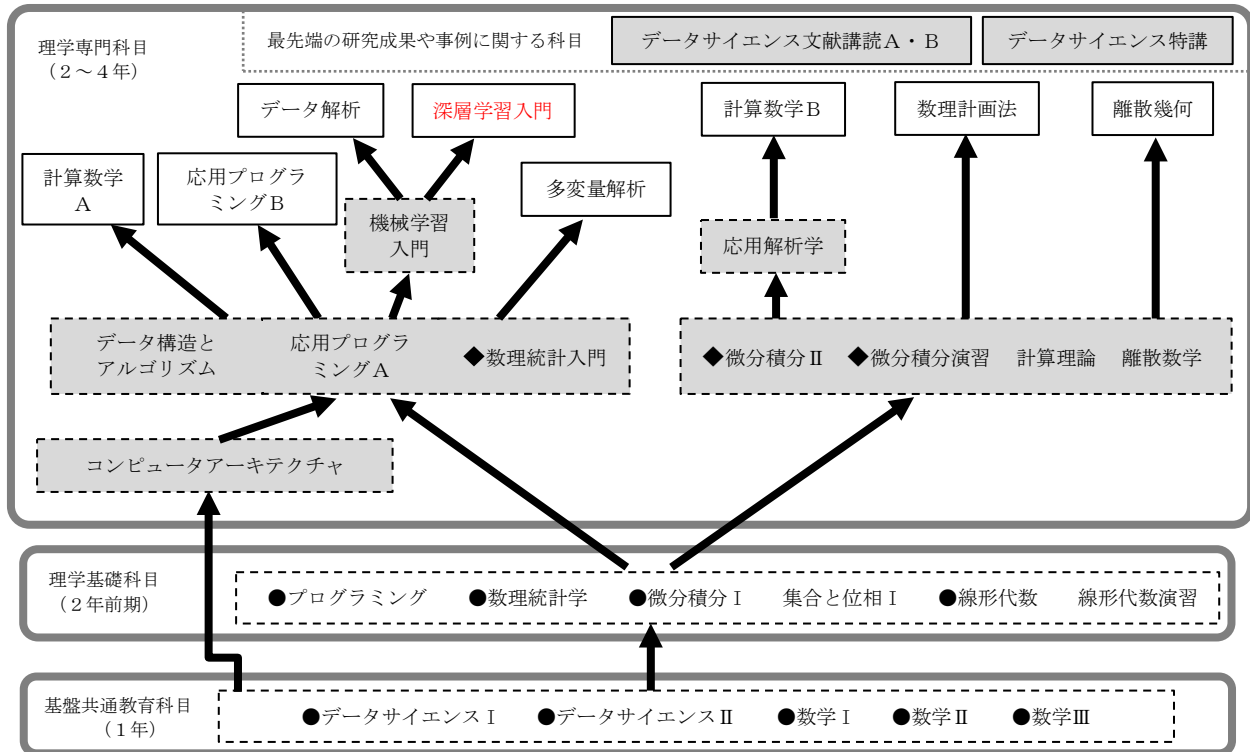 理学専門科目
（２～４年）
最先端の研究成果や事例に関する科目
データサイエンス文献講読Ａ・Ｂ
データサイエンス特講
データ解析
深層学習入門
計算数学Ｂ
数理計画法
離散幾何
計算数学
Ａ
応用プログラ
ミングＢ
機械学習
入門
多変量解析
応用解析学
データ構造と
アルゴリズム
応用プログラ
ミングＡ
◆数理統計入門
◆微分積分Ⅱ
◆微分積分演習
計算理論
離散数学
コンピュータアーキテクチャ
理学基礎科目
（２年前期）
●プログラミング
●数理統計学
●微分積分Ⅰ
集合と位相Ⅰ
●線形代数
線形代数演習
基盤共通教育科目
（１年）
●データサイエンスⅠ
●データサイエンスⅡ
●数学Ⅰ
●数学Ⅱ
●数学Ⅲ